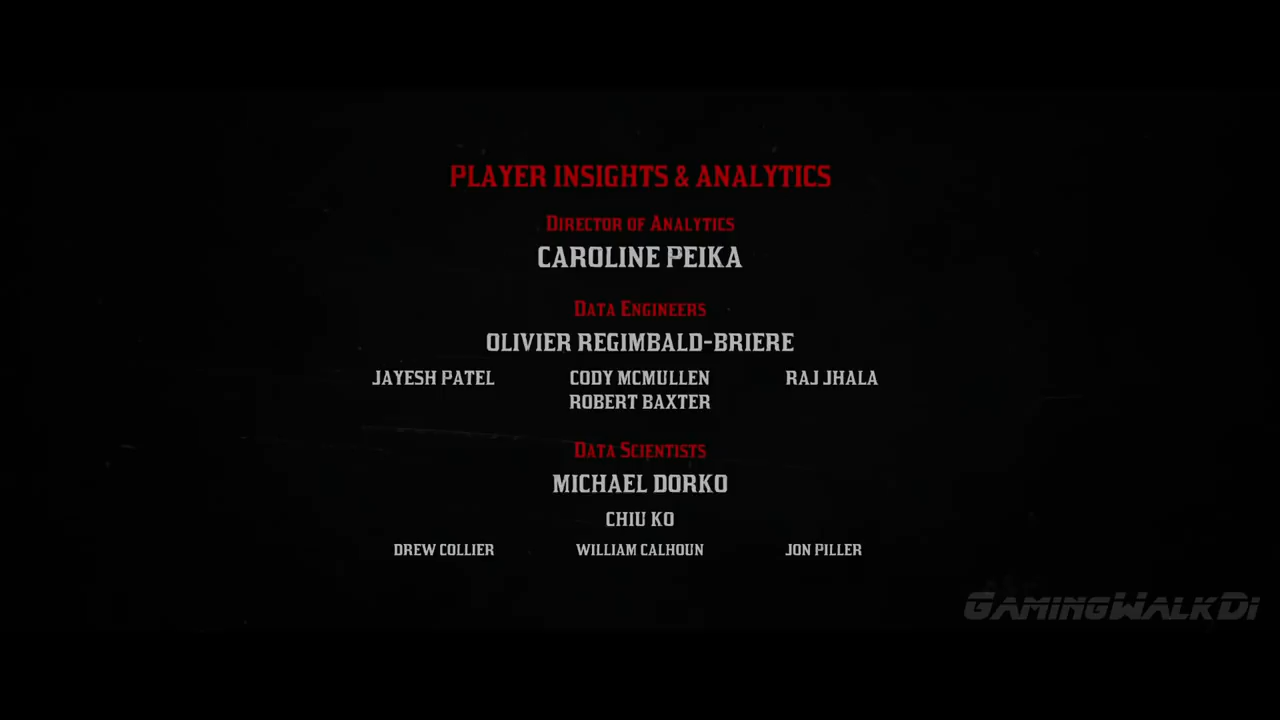 PLAYER INSIGHTS & ANALYTICS
DIRECTOR OF ANALYTICS
CAROLINE PEIKA
DATA ENGINEERS
OLIVIER REGIMBALD-BRIERE
JAYESH PATEL CODY MCMULLEN RAJ JHALA
ROBERT BAXTER
DATA SCIENTISTS
MICHAEL DORKO
CHIU KO
DREW COLLIER WILLIAM CALHOUN JON PILLER
GAMINGWALKDI